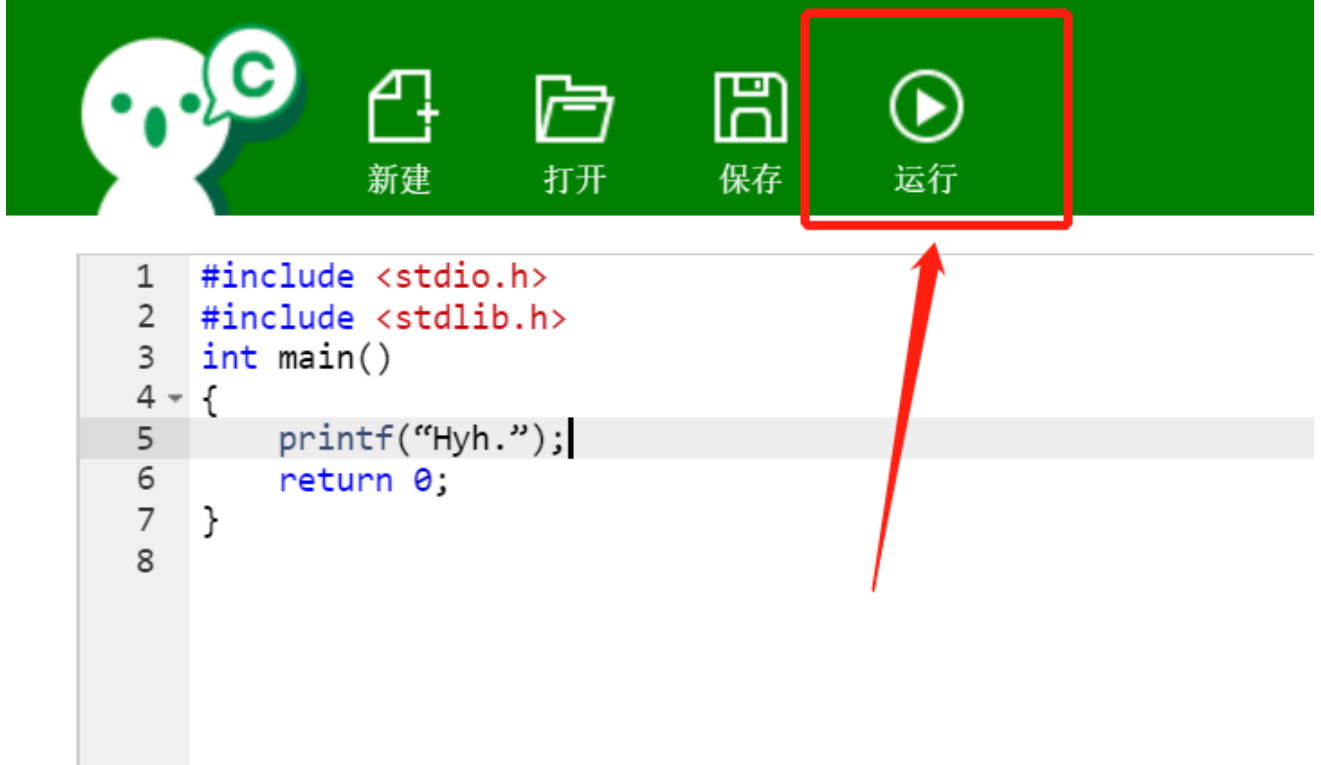 C
新建 打开 保存 运行
1 #include <stdio.h>
2 #include <stdlib.h>
3 int main()
4 {
5     printf(“Hyh.”);
6     return 0;
7 }
8